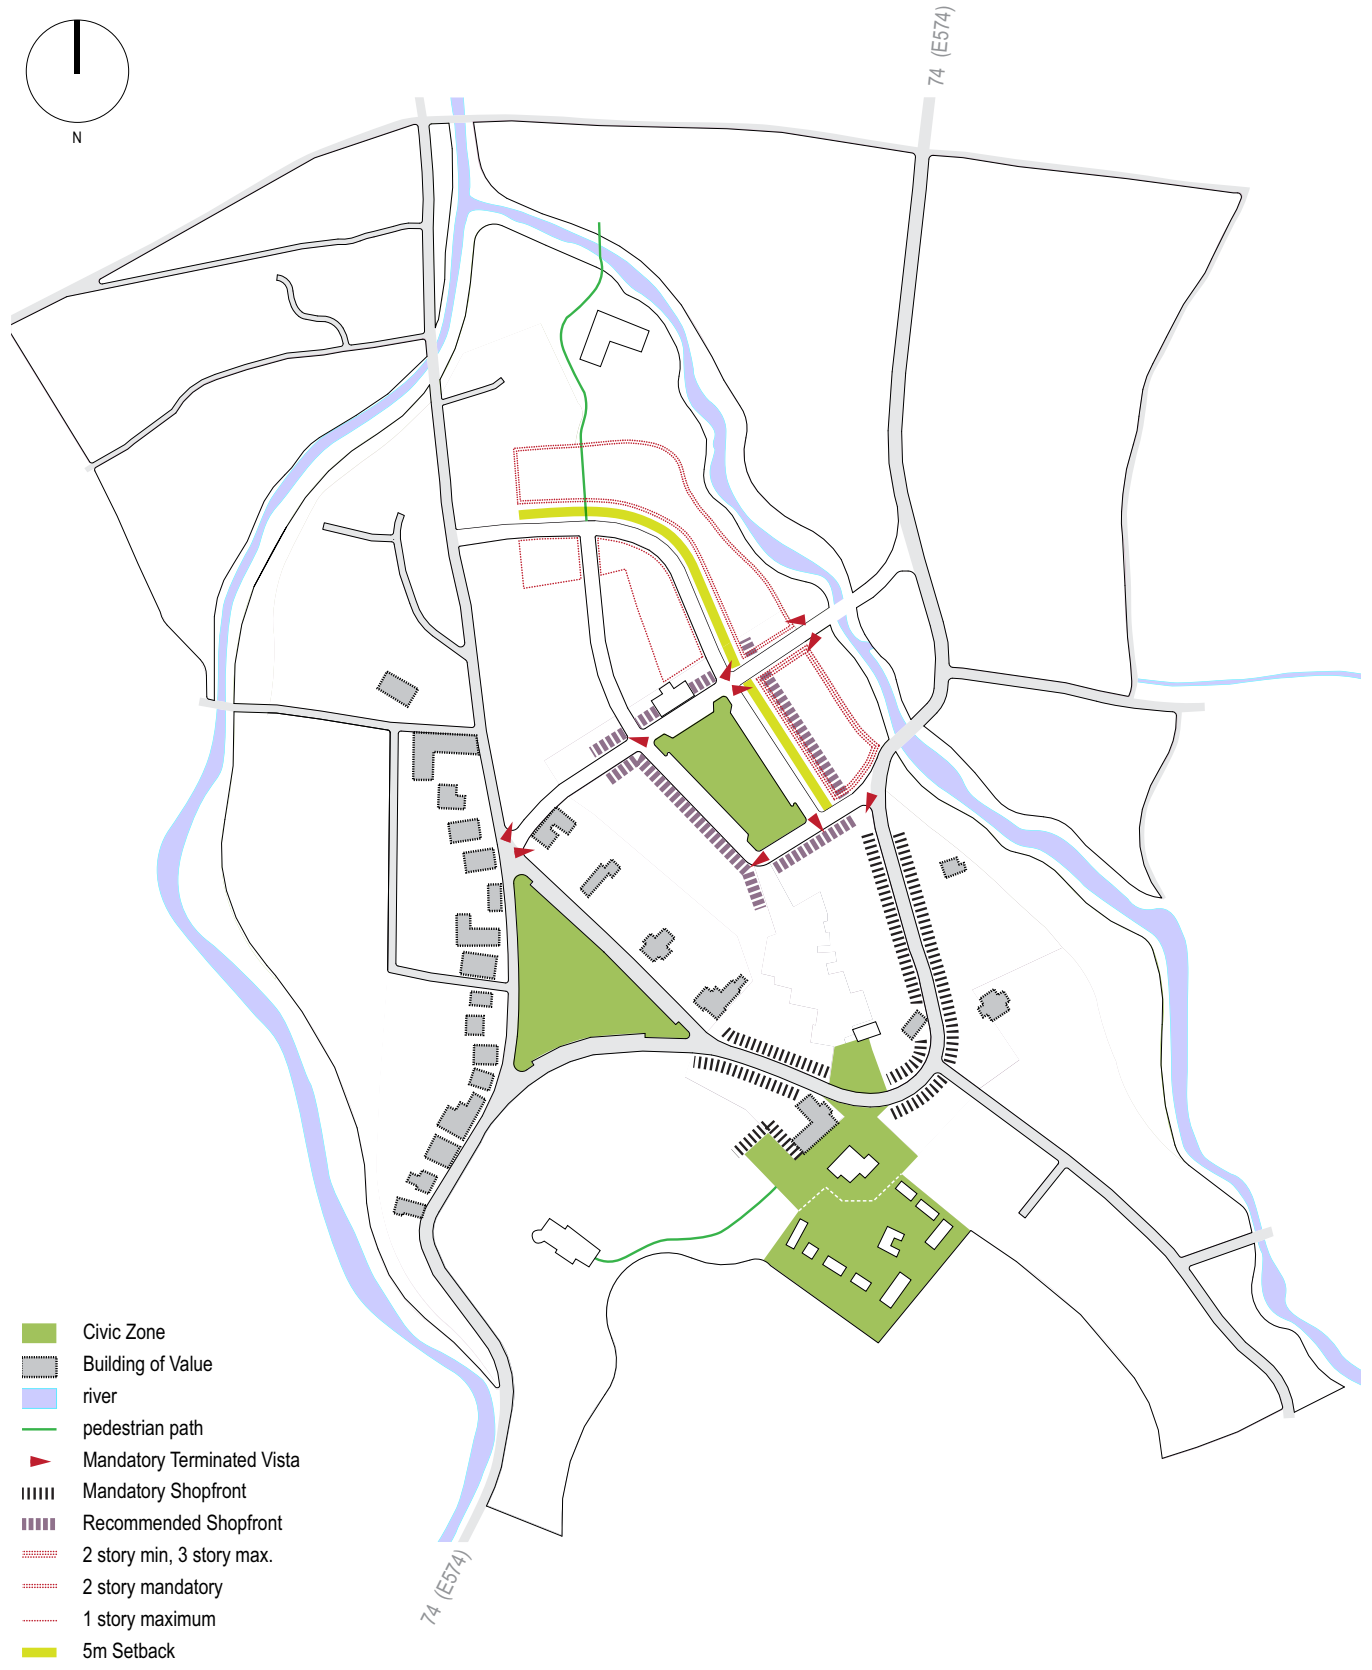 74 (E574)
N
Civic Zone
Building of Value
river
pedestrian path
Mandatory Terminated Vista
Mandatory Shopfront
Recommended Shopfront
2 story min, 3 story max.
2 story mandatory
1 story maximum
5m Setback
74 (E574)